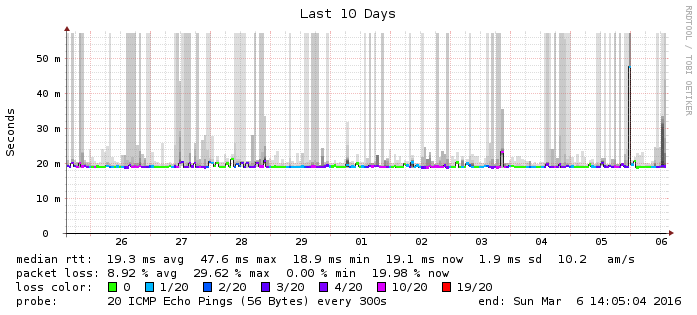 Last 10 Days
RRDTOOL / TOBI OETIKER
Seconds
50 m
40 m
30 m
20 m
10 m
0
26 27 28 29 01 02 03 04 05 06
median rtt: 19.3 ms avg 47.6 ms max 18.9 ms min 19.1 ms now 1.9 ms sd 10.2 am/s
packet loss: 8.92 % avg 29.62 % max 0.00 % min 19.98 % now
loss color: 0 1/20 2/20 3/20 4/20 10/20 19/20
probe: 20 ICMP Echo Pings (56 Bytes) every 300s end: Sun Mar 6 14:05:04 2016